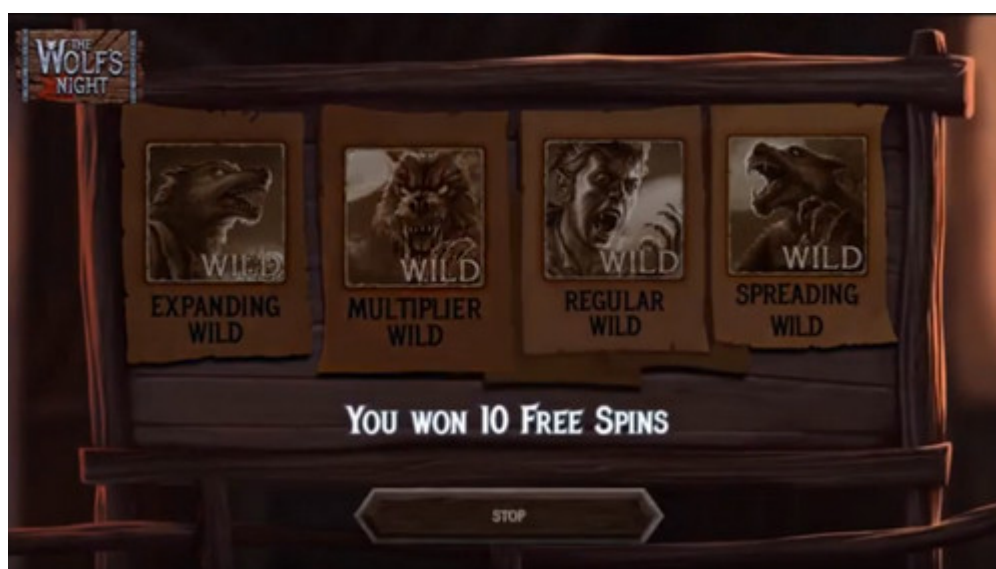 THE
WOLF'S
NIGHT
WILD
WILD
WILD
WILD
EXPANDING
WILD
MULTIPLIER
WILD
REGULAR
WILD
SPREADING
WILD
YOU WON 10 FREE SPINS
STOP